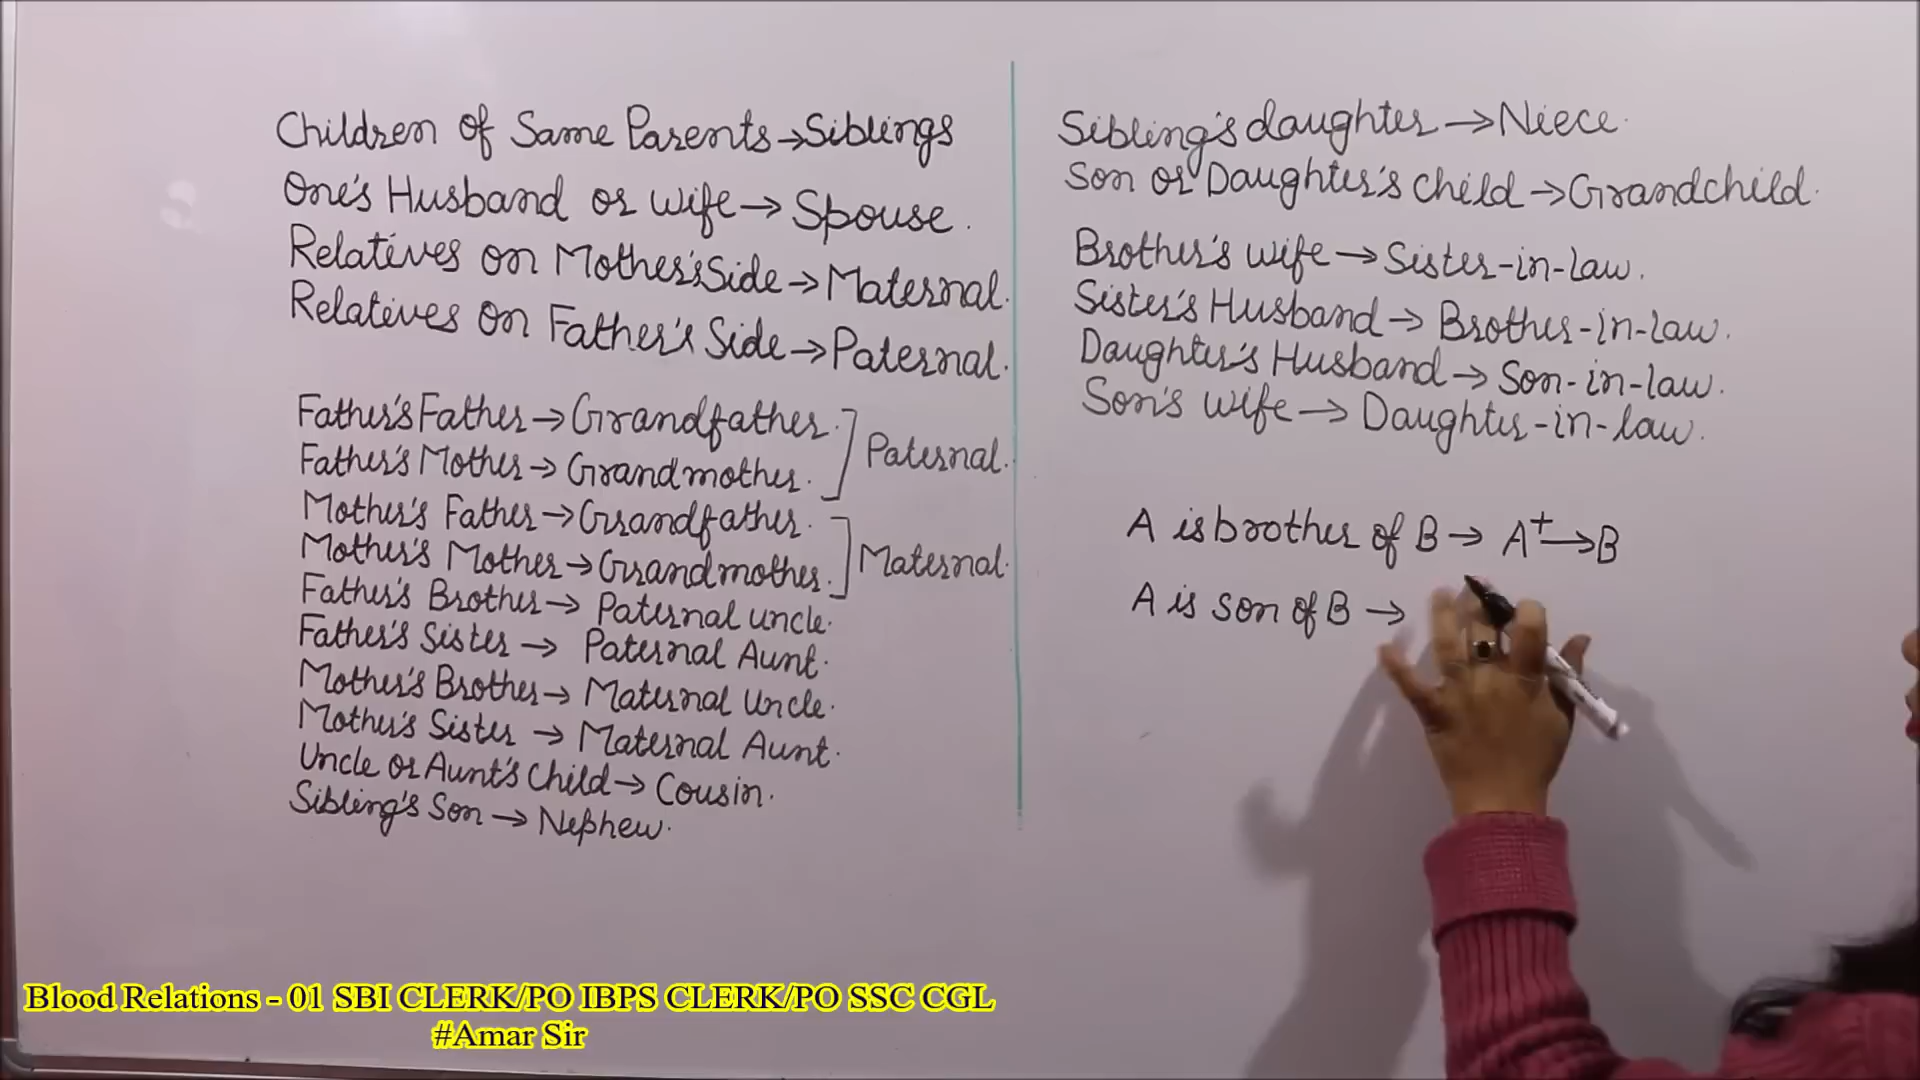 Children of Same Parents→Siblings
One's Husband or wife → Spouse.
Relatives on Mother's Side → Maternal.
Relatives on Father's Side → Paternal.
Father's Father → Grandfather.
Father's Mother → Grandmother.
Paternal.
Mother's Father → Grandfather.
Mother's Mother → Grandmother.
Maternal.
Father's Brother → Paternal uncle.
Father's Sister → Paternal Aunt.
Mother's Brother → Maternal Uncle.
Mother's Sister → Maternal Aunt.
Uncle or Aunt's Child → Cousin.
Sibling's Son → Nephew.
Sibling's daughter → Niece.
Son or Daughter's child → Grandchild.
Brother's wife → Sister-in-law.
Sister's Husband → Brother-in-law.
Daughter's Husband → Son-in-law.
Son's wife → Daughter-in-law.
A is brother of B → A⁺→B
A is son of B →
Blood Relations - 01 SBI CLERK/PO IBPS CLERK/PO SSC CGL
#Amar Sir